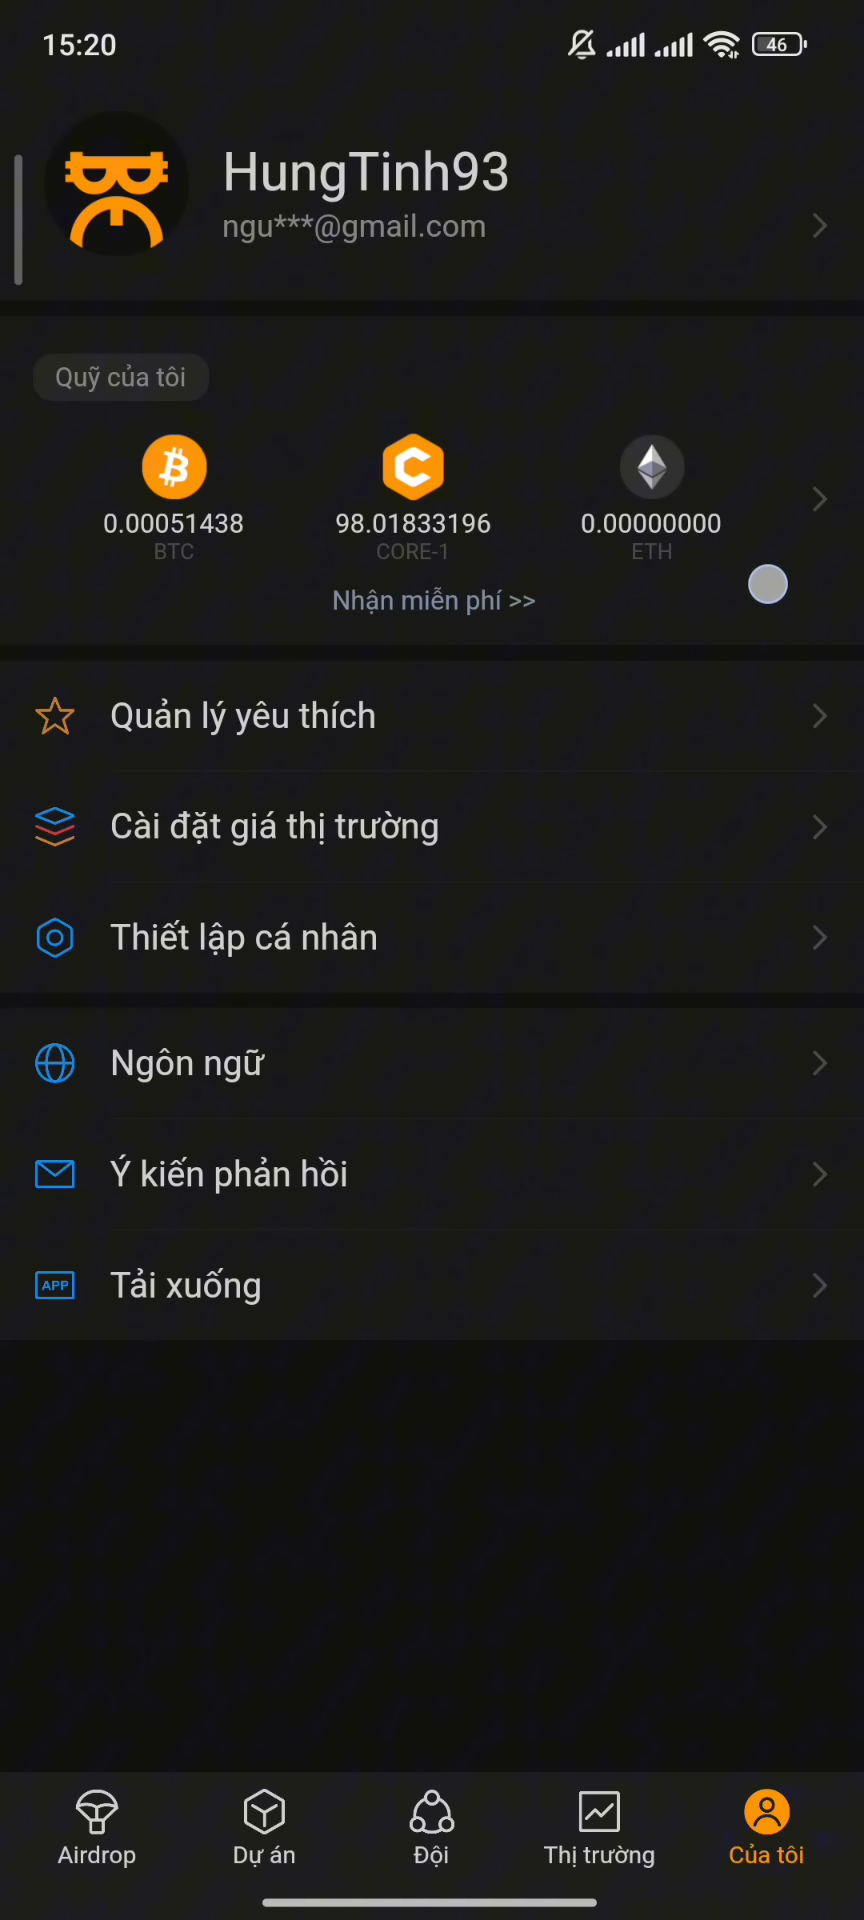 15:20
46
HungTinh93
ngu***@gmail.com
Quỹ của tôi
0.00051438
BTC
98.01833196
CORE-1
0.00000000
ETH
Nhận miễn phí >>
Quản lý yêu thích
Cài đặt giá thị trường
Thiết lập cá nhân
Ngôn ngữ
Ý kiến phản hồi
APP
Tải xuống
Airdrop
Dự án
Đội
Thị trường
Của tôi